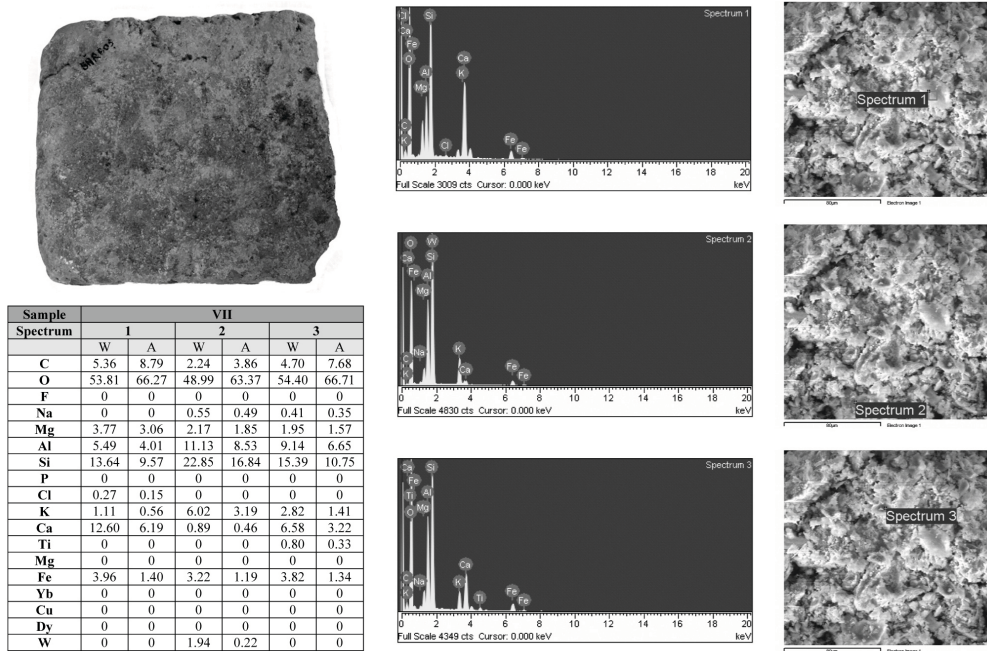 Sample VII
Spectrum 1 2 3
W A W A W A
C 5.36 8.79 2.24 3.86 4.70 7.68
O 53.81 66.27 48.99 63.37 54.40 66.71
F 0 0 0 0 0 0
Na 0 0 0.55 0.49 0.41 0.35
Mg 3.77 3.06 2.17 1.85 1.95 1.57
Al 5.49 4.01 11.13 8.53 9.14 6.65
Si 13.64 9.57 22.85 16.84 15.39 10.75
P 0 0 0 0 0 0
Cl 0.27 0.15 0 0 0 0
K 1.11 0.56 6.02 3.19 2.82 1.41
Ca 12.60 6.19 0.89 0.46 6.58 3.22
Ti 0 0 0 0 0.80 0.33
Mg 0 0 0 0 0 0
Fe 3.96 1.40 3.22 1.19 3.82 1.34
Yb 0 0 0 0 0 0
Cu 0 0 0 0 0 0
Dy 0 0 0 0 0 0
W 0 0 1.94 0.22 0 0
Spectrum 1
Cl Si
Ca
Fe
O Ca
Al K
Mg
C Fe
K Cl Fe
2 4 6 8 10 12 14 16 18 20
Full Scale 3009 cts Cursor: 0.000 keV keV
Spectrum 2
O W
Ca Si
Fe Al
Mg
Na K
C Ca Fe
K Fe
2 4 6 8 10 12 14 16 18 20
Full Scale 4830 cts Cursor: 0.000 keV keV
Spectrum 3
Ca Si
Fe
Ti Al
O Mg
Ca
C Na K Fe
K Ti Fe
2 4 6 8 10 12 14 16 18 20
Full Scale 4349 cts Cursor: 0.000 keV keV
Spectrum 1
80µm Electron Image 1
Spectrum 2
80µm Electron Image 1
Spectrum 3
80µm Electron Image 1